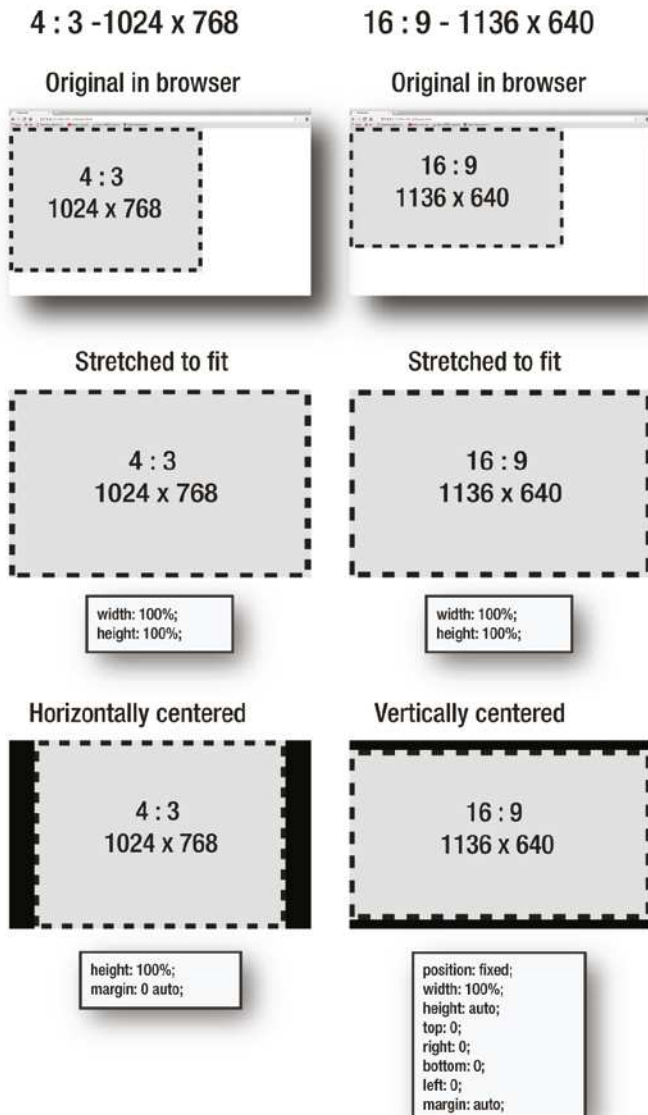 4 : 3 -1024 x 768
16 : 9 - 1136 x 640
Original in browser
Original in browser
4 : 3
1024 x 768
16 : 9
1136 x 640
Stretched to fit
Stretched to fit
4 : 3
1024 x 768
16 : 9
1136 x 640
width: 100%;
height: 100%;
width: 100%;
height: 100%;
Horizontally centered
Vertically centered
4 : 3
1024 x 768
16 : 9
1136 x 640
height: 100%;
margin: 0 auto;
position: fixed;
width: 100%;
height: auto;
top: 0;
right: 0;
bottom: 0;
left: 0;
margin: auto;